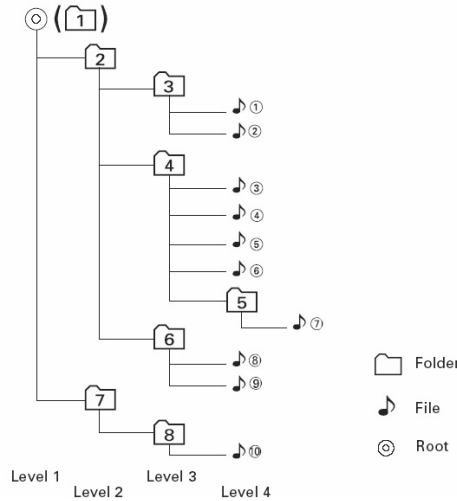 (1)
2
3
①
②
4
③
④
⑤
⑥
5
⑦
6
⑧
⑨
7
8
⑩
Folder
File
Root
Level 1
Level 2
Level 3
Level 4